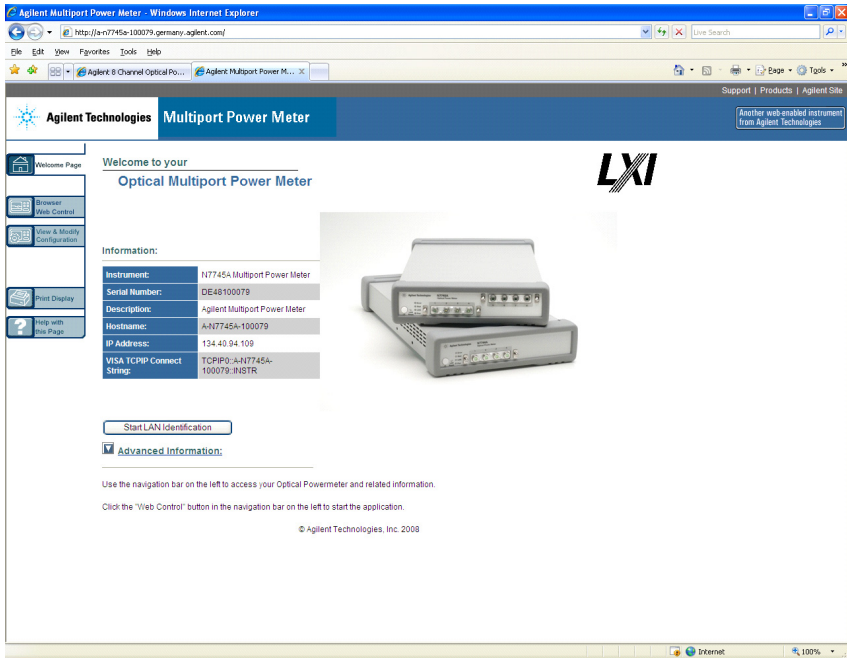 Agilent Multiport Power Meter - Windows Internet Explorer
http://a-n7745a-100079.germany.agilent.com/
Live Search
File Edit View Favorites Tools Help
Agilent 8 Channel Optical Po...
Agilent Multiport Power M...
Page
Tools
Support | Products | Agilent Site
Agilent Technologies
Multiport Power Meter
Another web-enabled instrument
from Agilent Technologies
Welcome Page
Browser
Web Control
View & Modify
Configuration
Print Display
Help with
this Page
Welcome to your
Optical Multiport Power Meter
LXI
Information:
Instrument: N7745A Multiport Power Meter
Serial Number: DE48100079
Description: Agilent Multiport Power Meter
Hostname: A-N7745A-100079
IP Address: 134.40.94.109
VISA TCPIP Connect TCPIP0::A-N7745A-
String: 100079::INSTR
Start LAN Identification
Advanced Information:
Use the navigation bar on the left to access your Optical Powermeter and related information.
Click the "Web Control" button in the navigation bar on the left to start the application.
© Agilent Technologies, Inc. 2008
Internet
100%